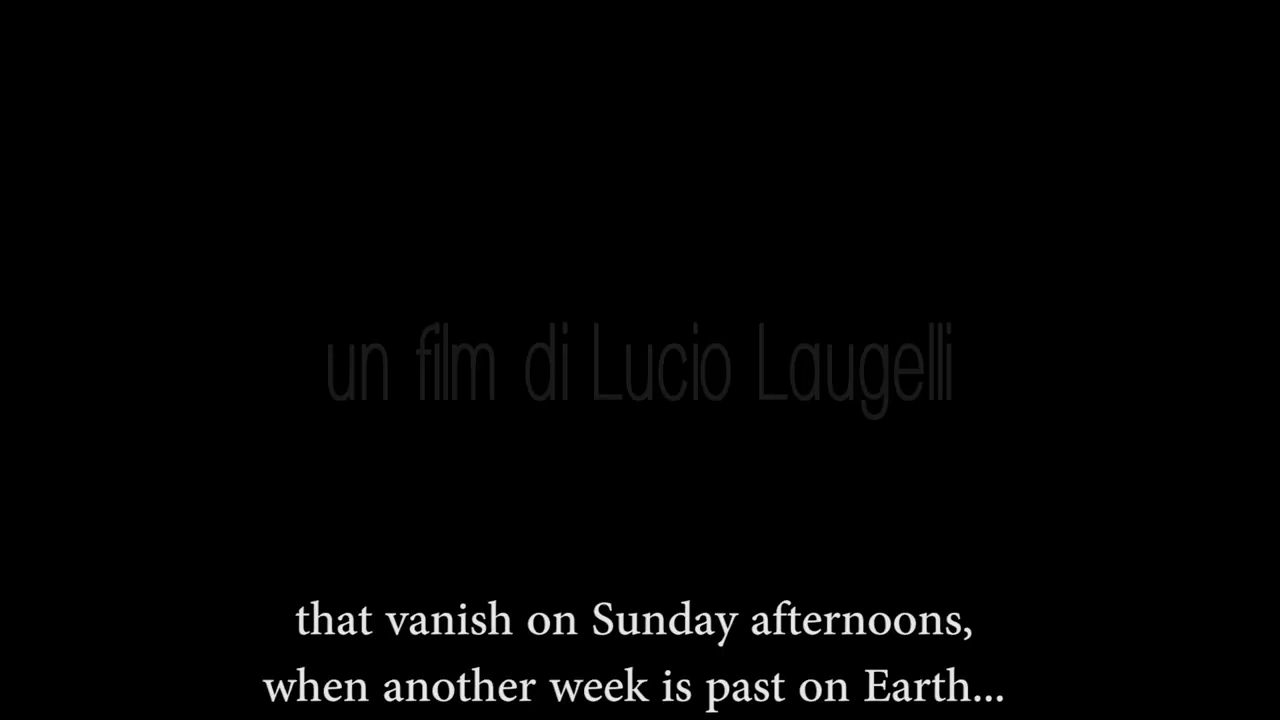 un film di Lucio Laugelli
that vanish on Sunday afternoons,
when another week is past on Earth...